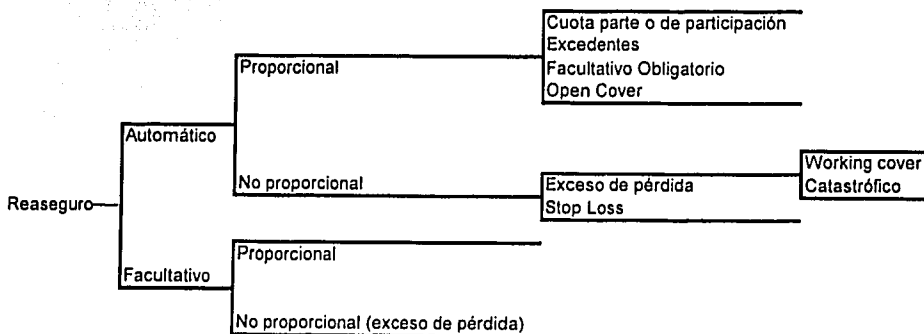 Cuota parte o de participación
Excedentes
Proporcional
Facultativo Obligatorio
Open Cover
Automático
Working cover
No proporcional
Exceso de pérdida
Catastrófico
Reaseguro
Stop Loss
Proporcional
Facultativo
No proporcional (exceso de pérdida)